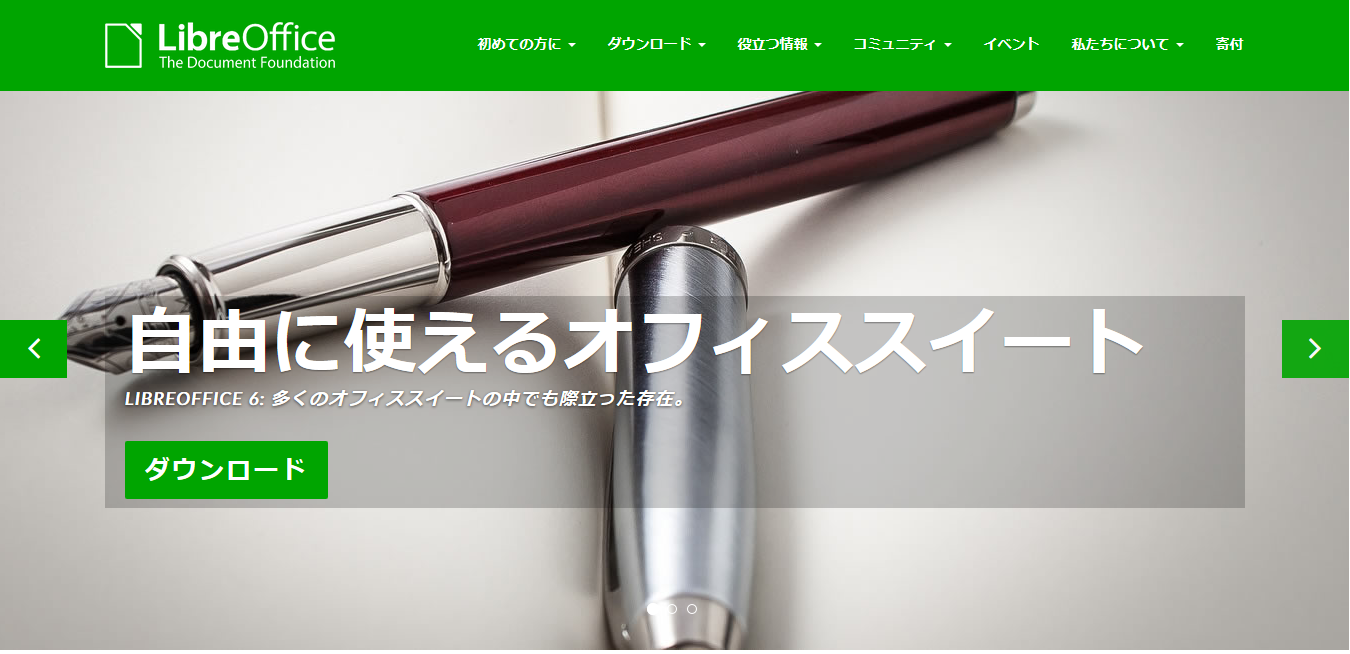 LibreOffice
The Document Foundation
初めての方に ダウンロード 役立つ情報 コミュニティ イベント 私たちについて 寄付
自由に使えるオフィススイート
LIBREOFFICE 6: 多くのオフィススイートの中でも際立った存在。
ダウンロード